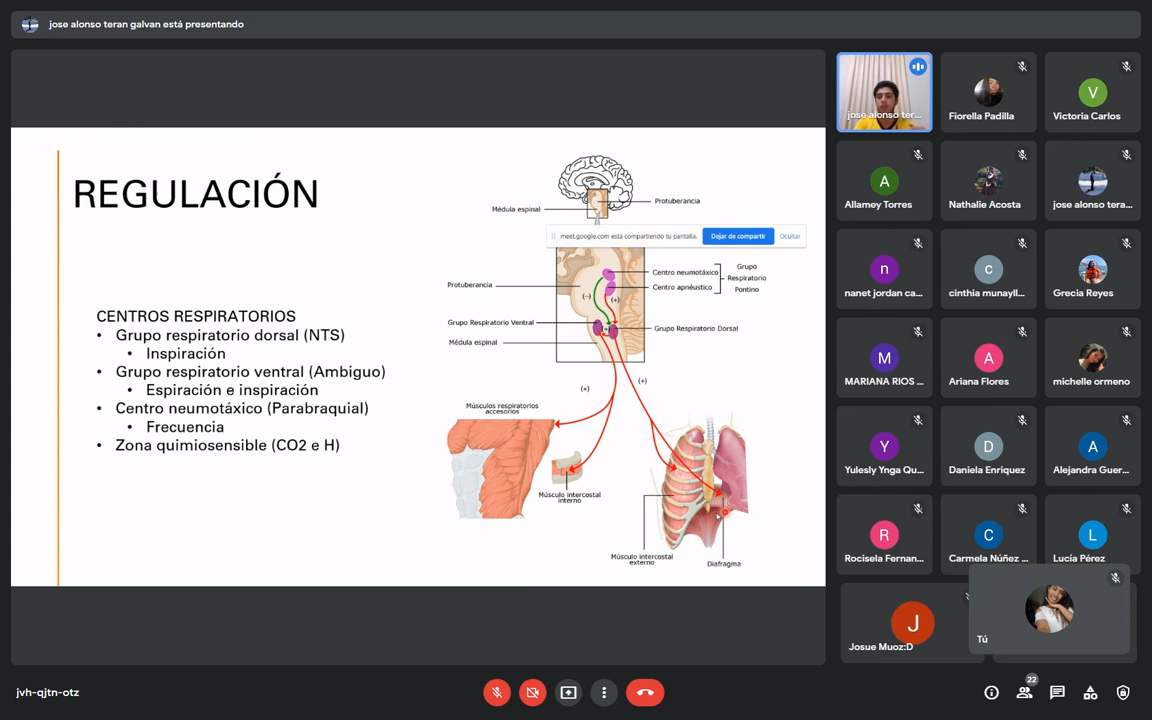 jose alonso teran galvan está presentando
REGULACIÓN
CENTROS RESPIRATORIOS
• Grupo respiratorio dorsal (NTS)
• Inspiración
• Grupo respiratorio ventral (Ambiguo)
• Espiración e inspiración
• Centro neumotáxico (Parabraquial)
• Frecuencia
• Zona quimiosensible (CO2 e H)
Protuberancia
Médula espinal
meet.google.com está compartiendo tu pantalla.
Dejar de compartir
Ocultar
Centro neumotáxico
Centro apnéustico
Grupo
Respiratorio
Pontino
Protuberancia
(-)
(+)
Grupo Respiratorio Ventral
(+)
Grupo Respiratorio Dorsal
Médula espinal
(+)
(+)
Músculos respiratorios
accesorios
Músculo intercostal
interno
Músculo intercostal
externo
Diafragma
jose alonso ter...
Fiorella Padilla
V
Victoria Carlos
A
Allamey Torres
Nathalie Acosta
jose alonso tera...
n
nanet jordan ca...
c
cinthia munayll...
Grecia Reyes
M
MARIANA RIOS ...
A
Ariana Flores
michelle ormeno
Y
Yulesly Ynga Qu...
D
Daniela Enriquez
A
Alejandra Guer...
R
Rocisela Fernan...
C
Carmela Núñez ...
L
Lucía Pérez
J
Josue Muoz:D
Tú
jvh-qjtn-otz
22